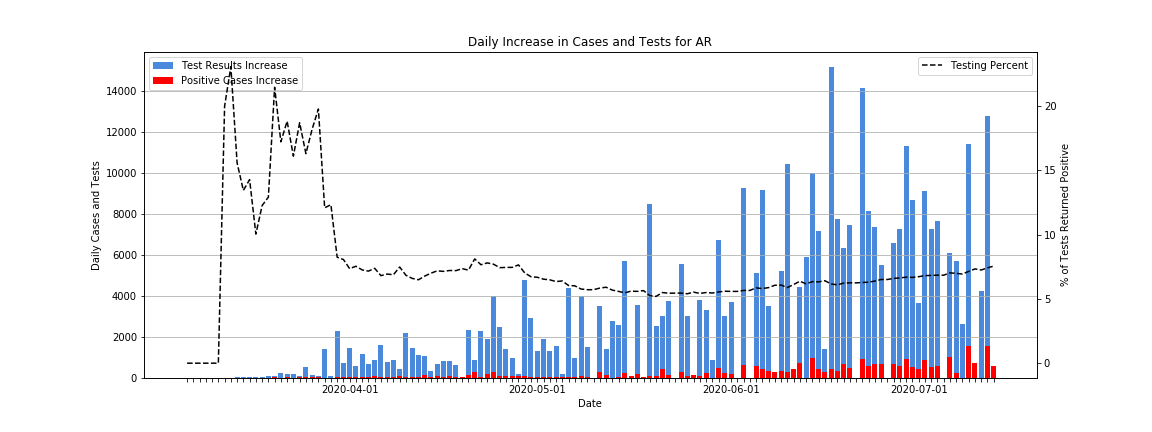 Daily Increase in Cases and Tests for AR
Test Results Increase
Positive Cases Increase
Testing Percent
14000
12000
10000
8000
6000
4000
2000
0
Daily Cases and Tests
20
15
10
5
0
% of Tests Returned Positive
2020-04-01
2020-05-01
2020-06-01
2020-07-01
Date